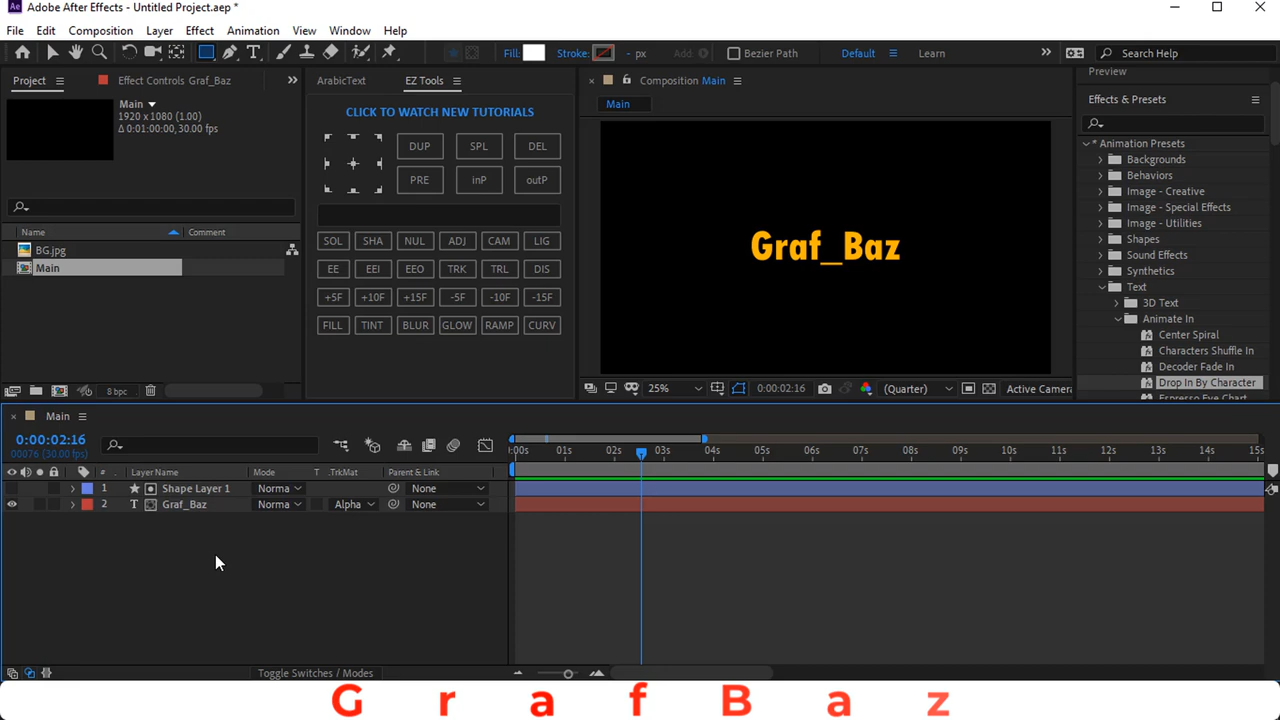 Adobe After Effects - Untitled Project.aep *
File Edit Composition Layer Effect Animation View Window Help
Fill: Stroke: - px Add: Bezier Path Default Learn Search Help
Project Effect Controls Graf_Baz
Main
1920 x 1080 (1.00)
Δ 0:01:00:00, 30.00 fps
Name Comment
BG.jpg
Main
8 bpc
ArabicText EZ Tools
CLICK TO WATCH NEW TUTORIALS
DUP SPL DEL
PRE inP outP
SOL SHA NUL ADJ CAM LIG
EE EEI EEO TRK TRL DIS
+5F +10F +15F -5F -10F -15F
FILL TINT BLUR GLOW RAMP CURV
Composition Main
Main
Graf_Baz
25% 0:00:02:16 (Quarter) Active Camera
Preview
Effects & Presets
* Animation Presets
Backgrounds
Behaviors
Image - Creative
Image - Special Effects
Image - Utilities
Shapes
Sound Effects
Synthetics
Text
3D Text
Animate In
Center Spiral
Characters Shuffle In
Decoder Fade In
Drop In By Character
Main
0:00:02:16
00076 (30.00 fps)
# Layer Name Mode T .TrkMat Parent & Link
1 Shape Layer 1 Norma None
2 T Graf_Baz Norma Alpha None
:00s 01s 02s 03s 04s 05s 06s 07s 08s 09s 10s 11s 12s 13s 14s 15s
Toggle Switches / Modes
G r a f B a z